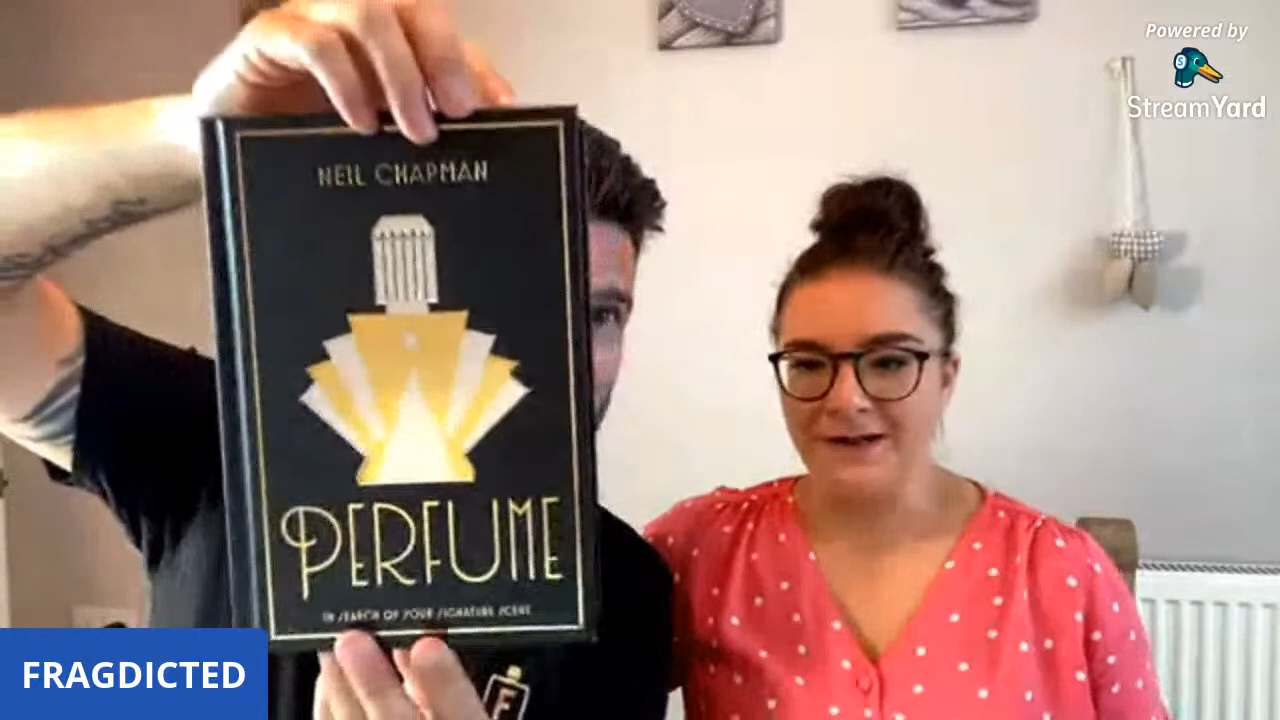 Powered by
StreamYard
NEIL CHAPMAN
PERFUME
IN SEARCH OF YOUR SIGNATURE SCENT
F
FRAGDICTED